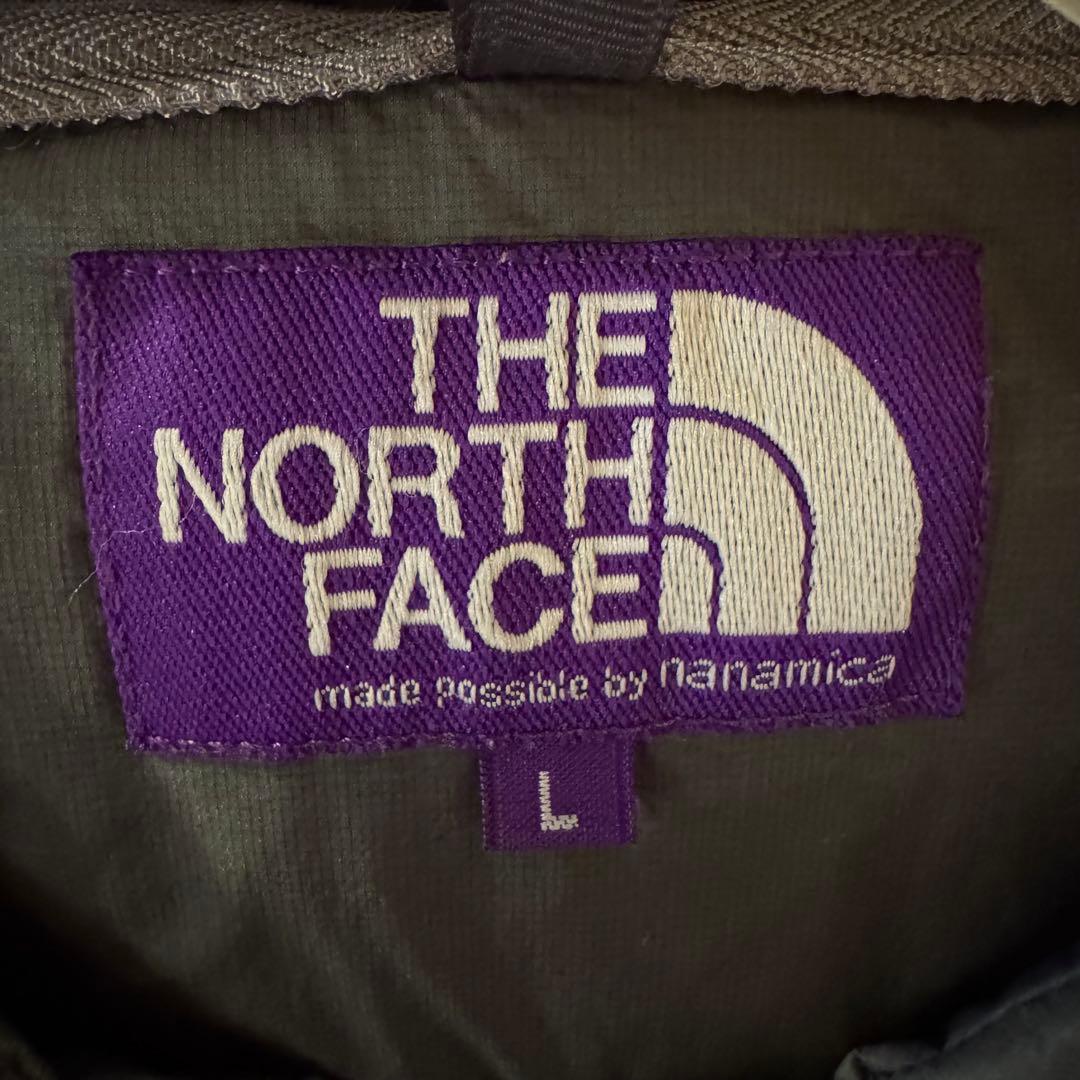 THE
NORTH
FACE
made possible by nanamica
L